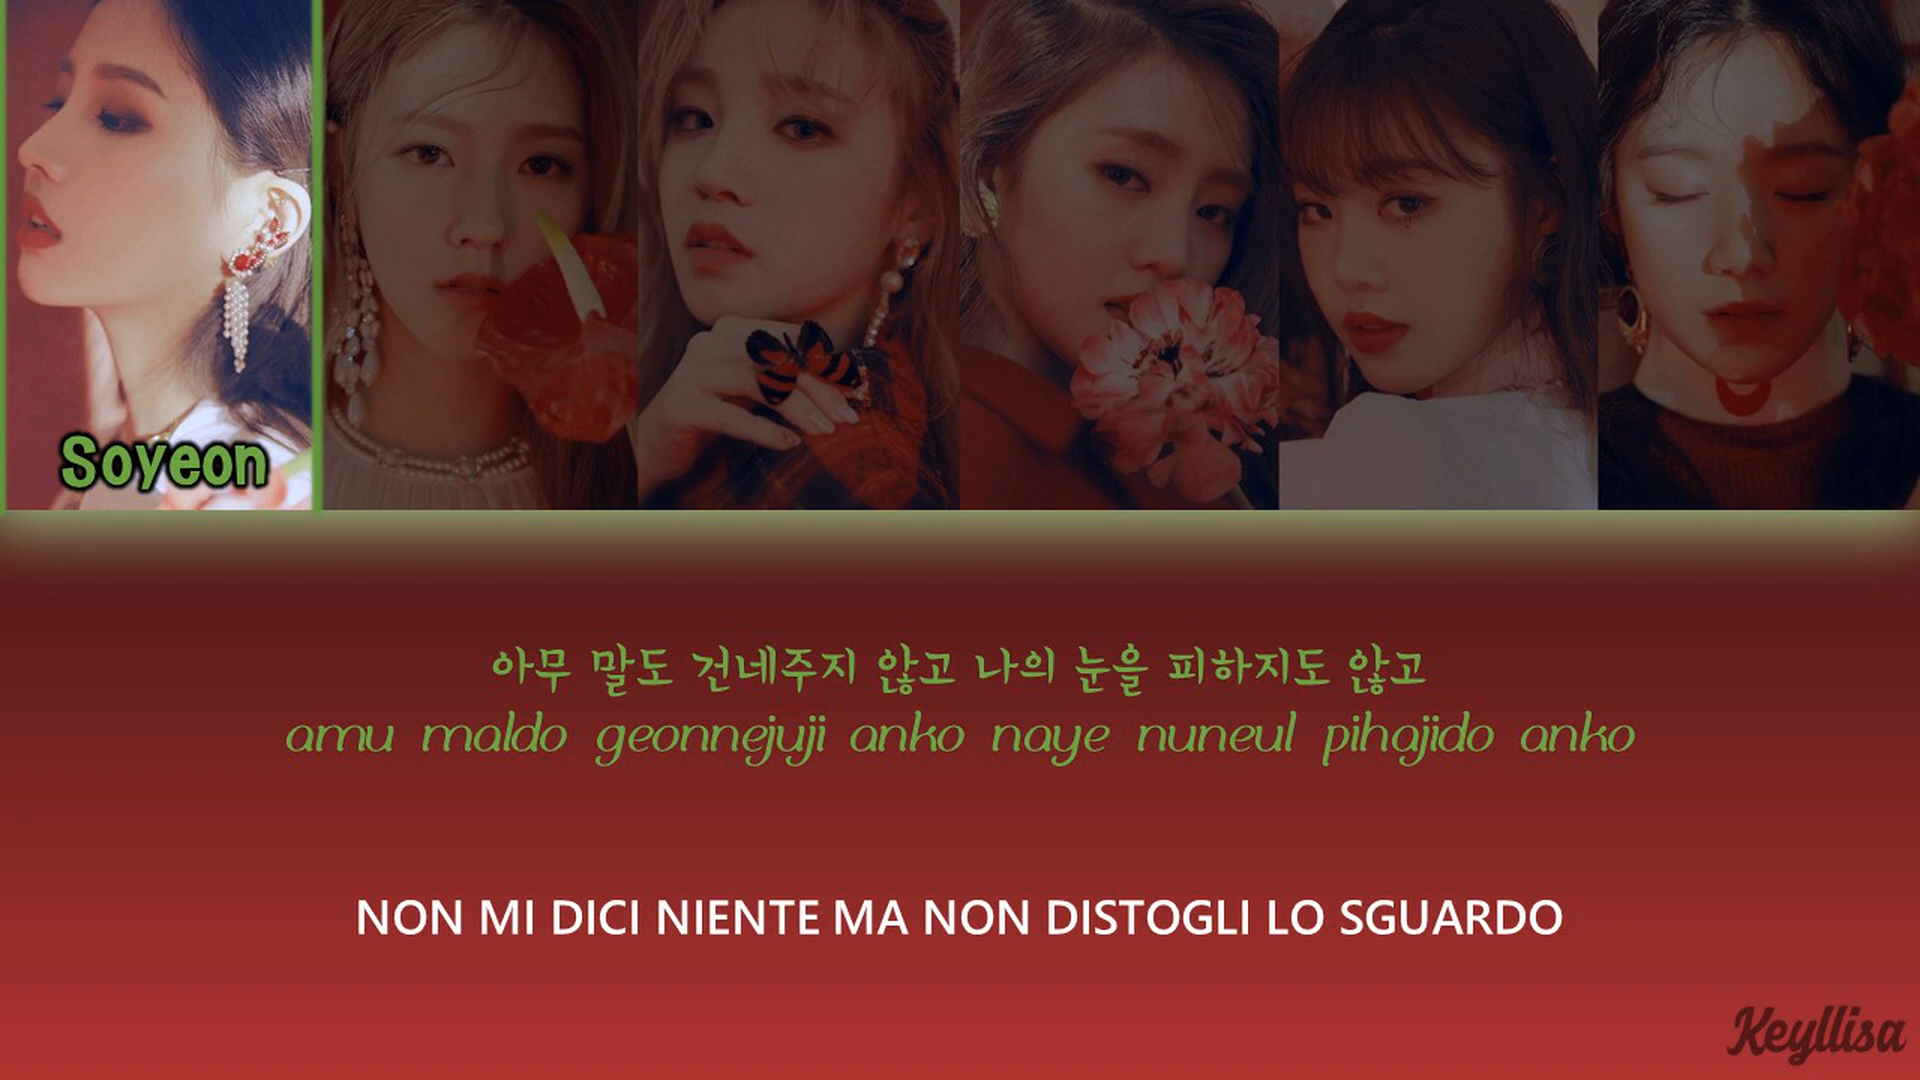 Soyeon
아무 말도 건네주지 않고 나의 눈을 피하지도 않고
amu maldo geonnejuji anko naye nuneul pihajido anko
NON MI DICI NIENTE MA NON DISTOGLI LO SGUARDO
Keyllisa